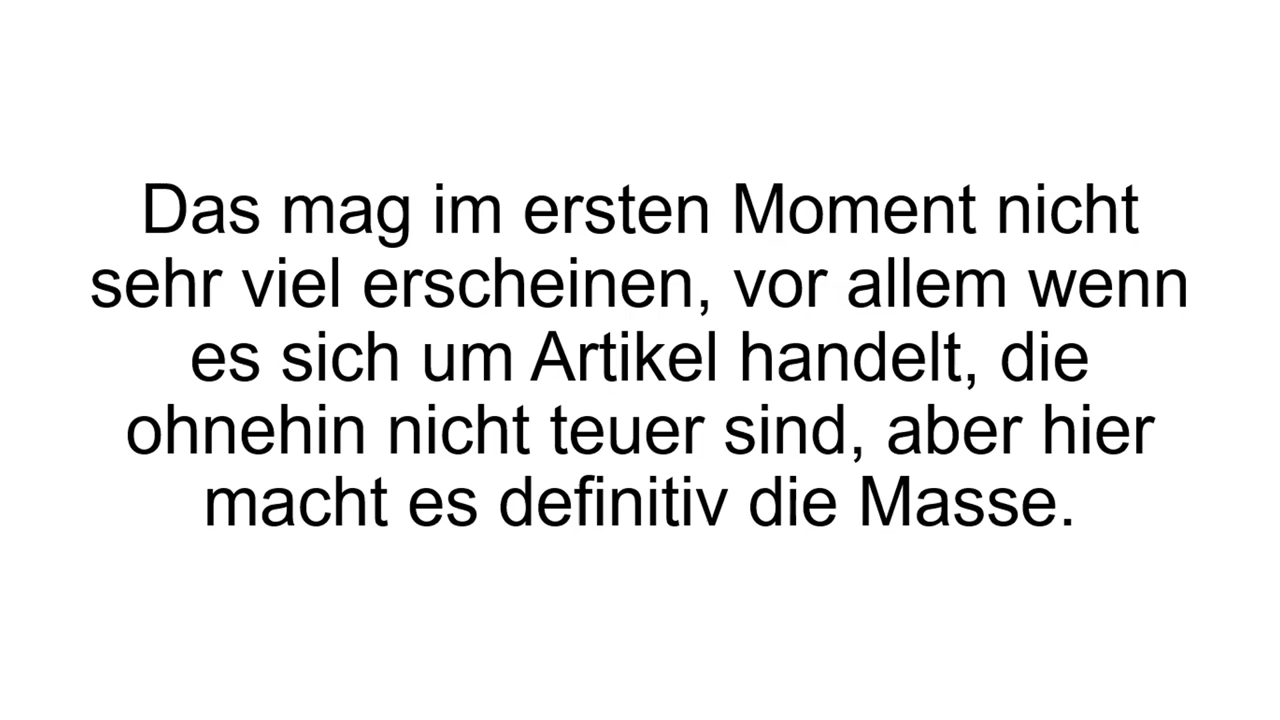 Das mag im ersten Moment nicht
sehr viel erscheinen, vor allem wenn
es sich um Artikel handelt, die
ohnehin nicht teuer sind, aber hier
macht es definitiv die Masse.